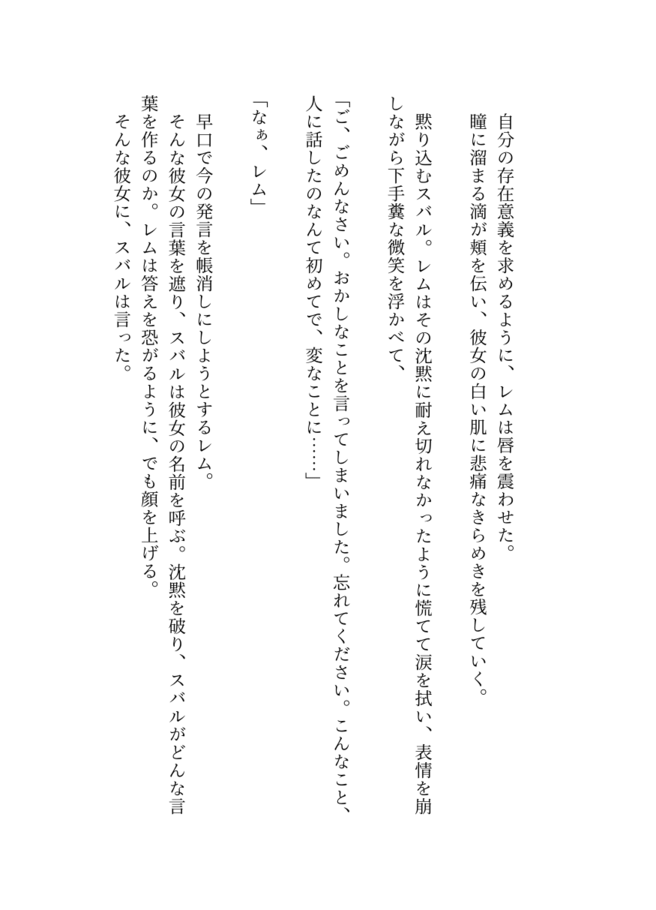 自分の存在意義を求めるように、レムは唇を震わせた。
瞳に溜まる滴が頬を伝い、彼女の白い肌に悲痛なきらめきを残していく。
黙り込むスバル。レムはその沈黙に耐え切れなかったように慌てて涙を拭い、表情を崩
しながら下手糞な微笑を浮かべて、
「ご、ごめんなさい。おかしなことを言ってしまいました。忘れてください。こんなこと、
人に話したのなんて初めてで、変なことに……」
「なぁ、レム」
早口で今の発言を帳消しにしようとするレム。
そんな彼女の言葉を遮り、スバルは彼女の名前を呼ぶ。沈黙を破り、スバルがどんな言
葉を作るのか。レムは答えを恐がるように、でも顔を上げる。
そんな彼女に、スバルは言った。